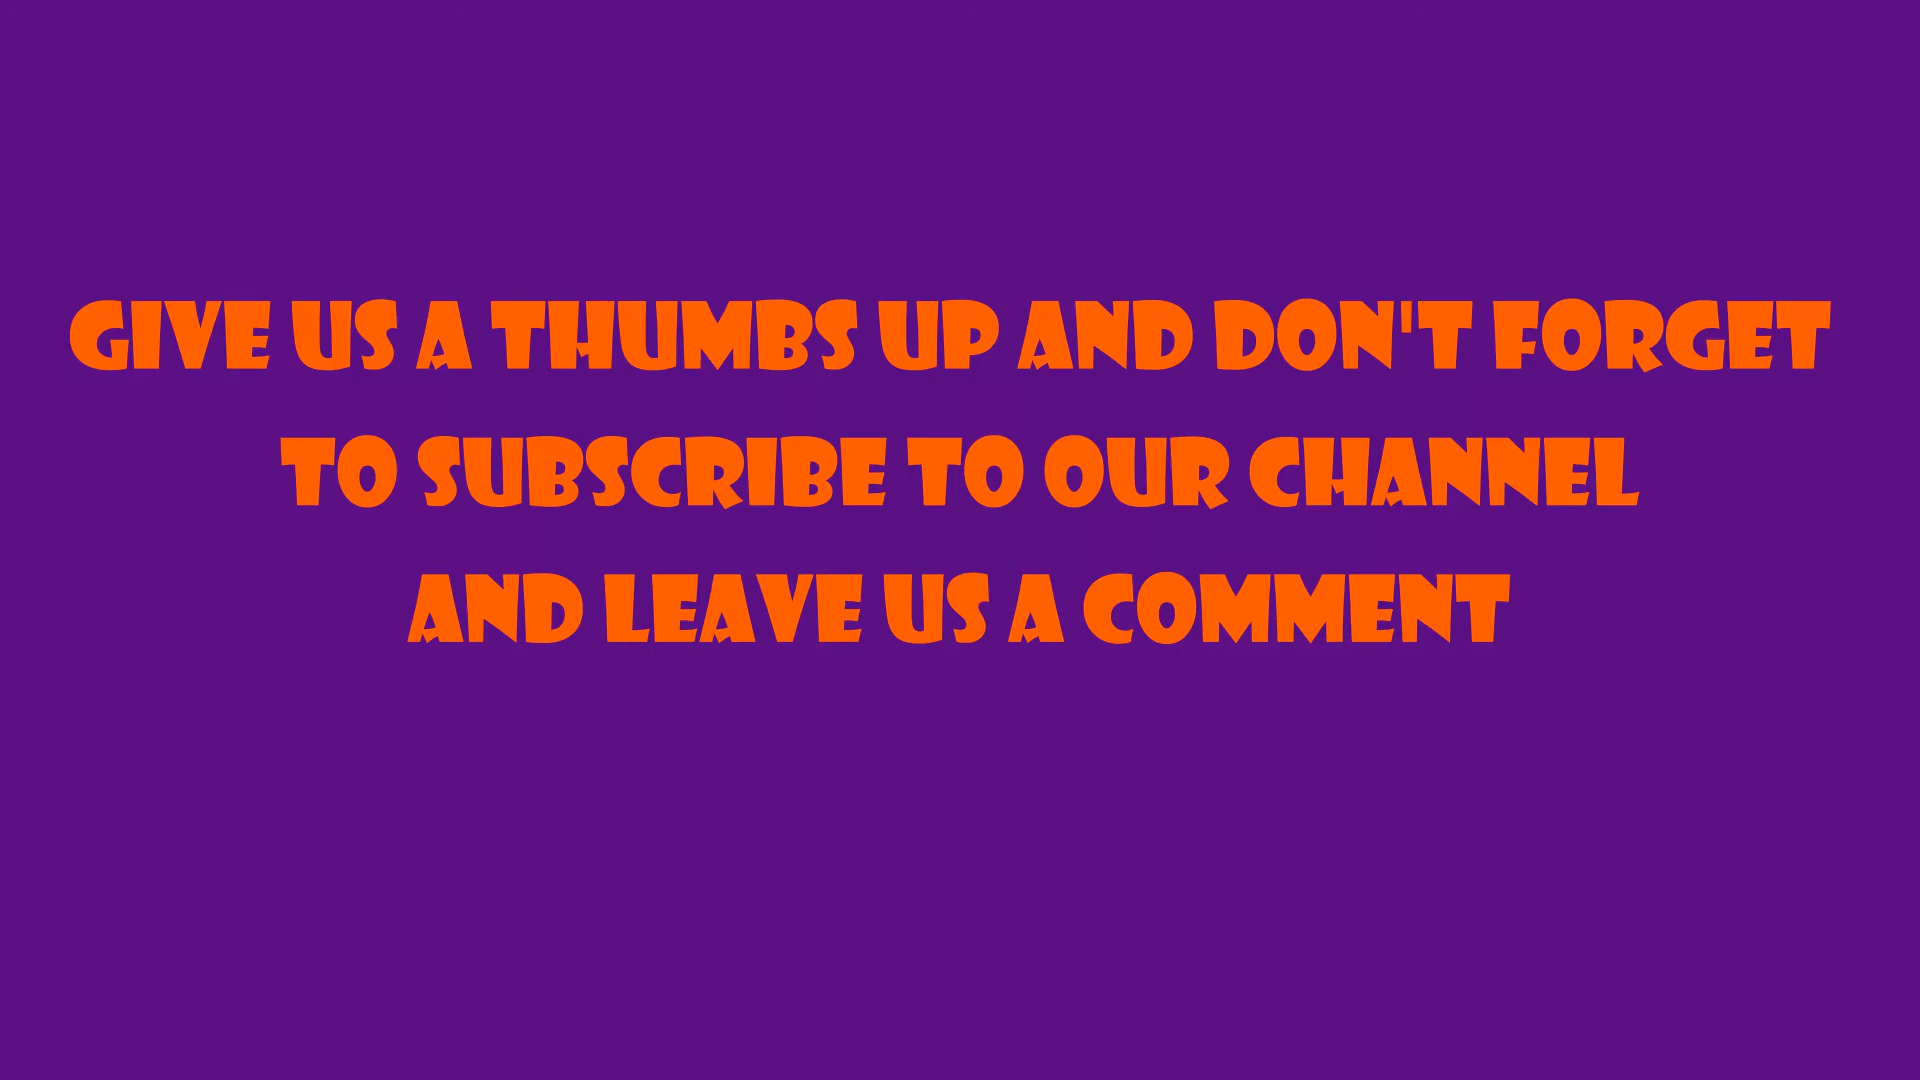 GIVE US A THUMBS UP AND DON'T FORGET
TO SUBSCRIBE TO OUR CHANNEL
AND LEAVE US A COMMENT